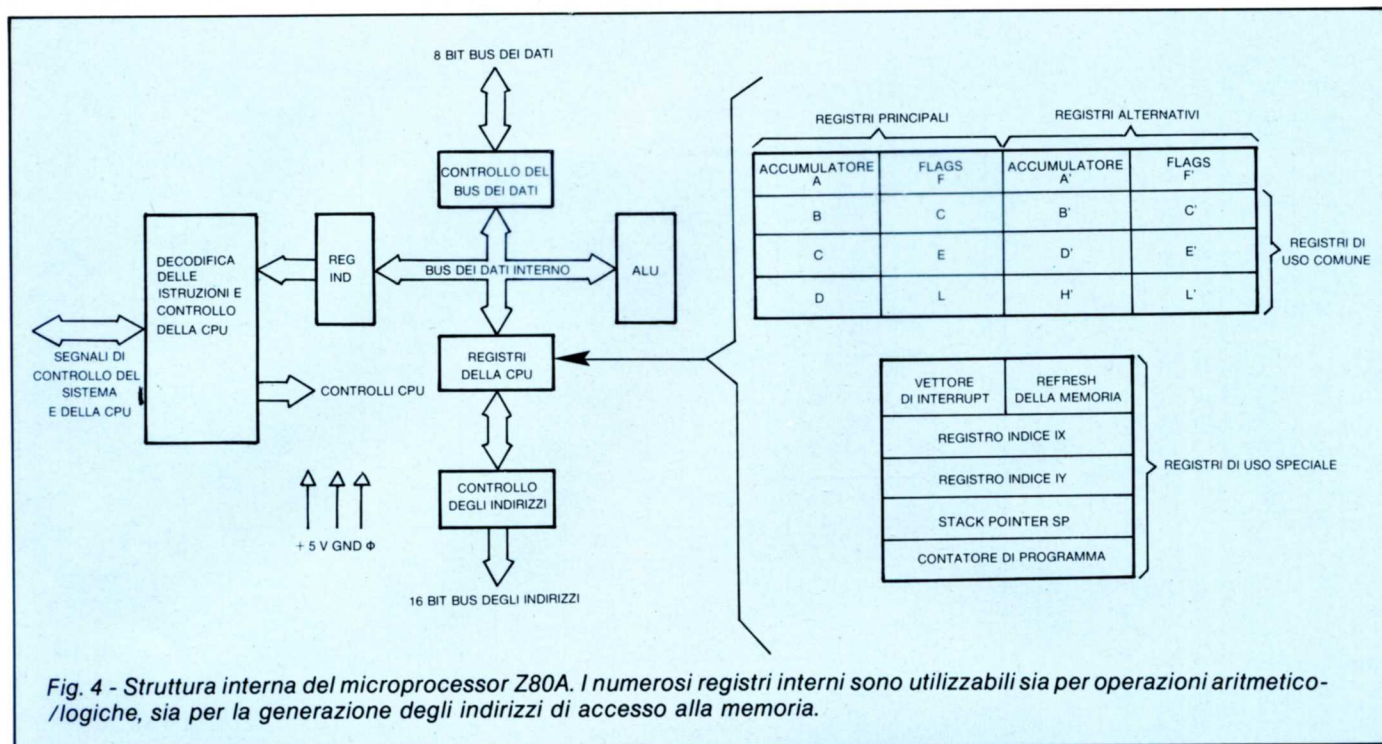 8 BIT BUS DEI DATI
CONTROLLO DEL
BUS DEI DATI
DECODIFICA
DELLE
ISTRUZIONI E
CONTROLLO
DELLA CPU
REG
IND
BUS DEI DATI INTERNO
ALU
SEGNALI DI
CONTROLLO DEL
SISTEMA
E DELLA CPU
CONTROLLI CPU
REGISTRI
DELLA CPU
CONTROLLO
DEGLI INDIRIZZI
+ 5 V GND Φ
16 BIT BUS DEGLI INDIRIZZI
REGISTRI PRINCIPALI
REGISTRI ALTERNATIVI
ACCUMULATORE
A
FLAGS
F
ACCUMULATORE
A'
FLAGS
F'
B C B' C'
C E D' E'
D L H' L'
REGISTRI DI
USO COMUNE
VETTORE
DI INTERRUPT
REFRESH
DELLA MEMORIA
REGISTRO INDICE IX
REGISTRO INDICE IY
STACK POINTER SP
CONTATORE DI PROGRAMMA
REGISTRI DI USO SPECIALE
Fig. 4 - Struttura interna del microprocessor Z80A. I numerosi registri interni sono utilizzabili sia per operazioni aritmetico-
/logiche, sia per la generazione degli indirizzi di accesso alla memoria.